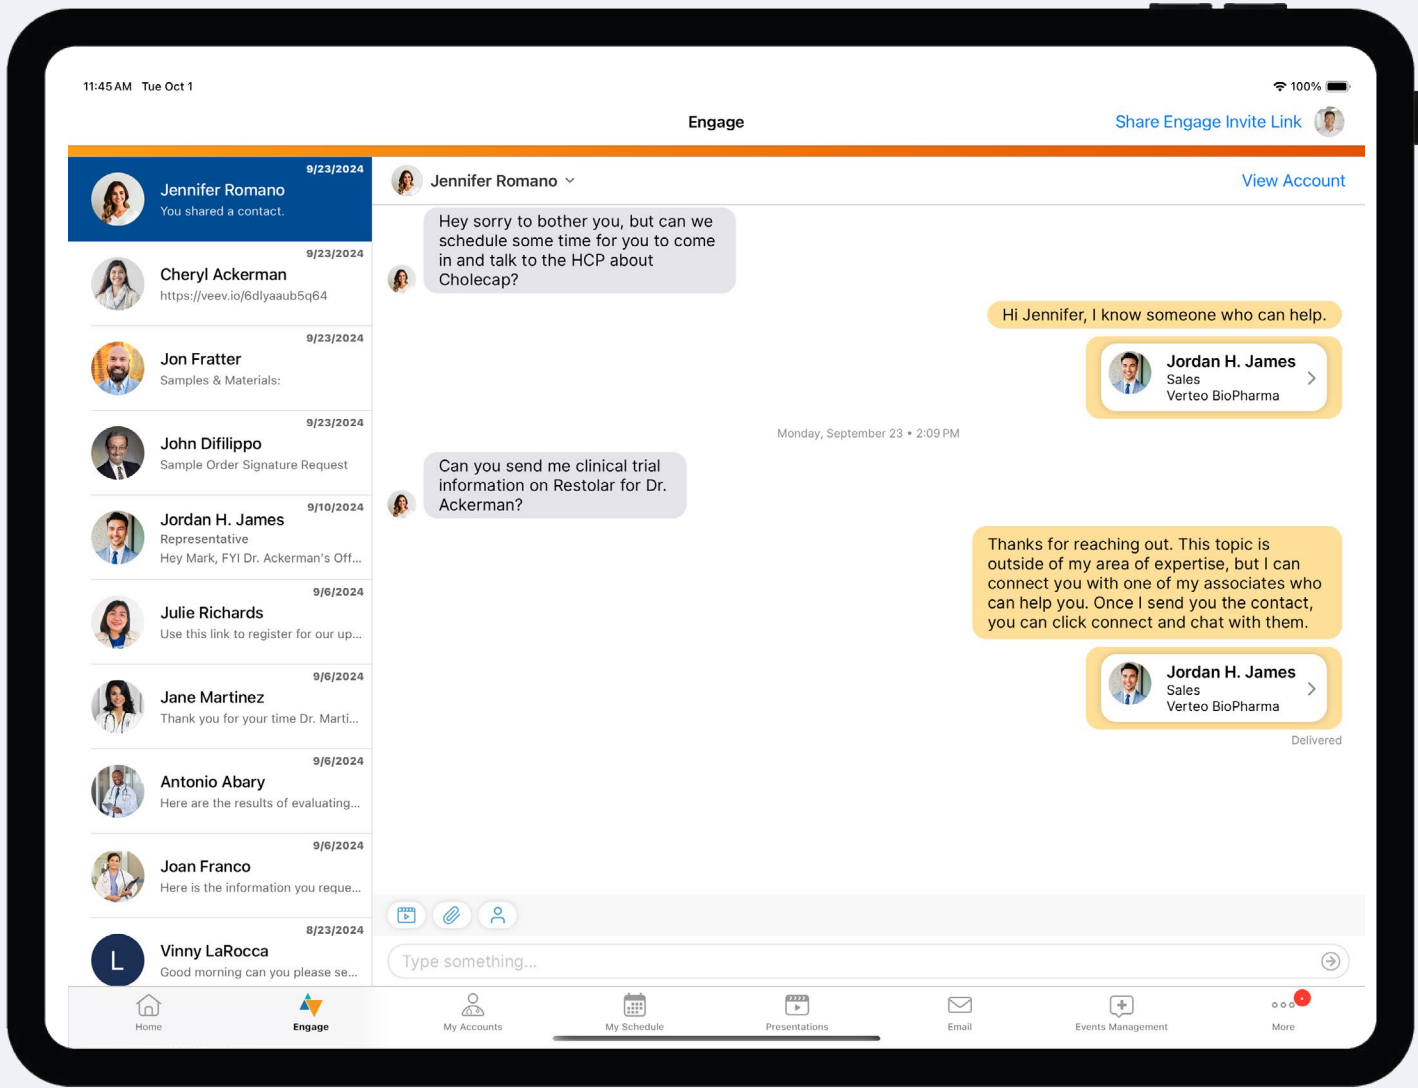 11:45 AM Tue Oct 1
100%
Engage
Share Engage Invite Link
9/23/2024
Jennifer Romano
You shared a contact.
9/23/2024
Cheryl Ackerman
https://veev.io/6dlyaaub5q64
9/23/2024
Jon Fratter
Samples & Materials:
9/23/2024
John Difilippo
Sample Order Signature Request
9/10/2024
Jordan H. James
Representative
Hey Mark, FYI Dr. Ackerman's Off...
9/6/2024
Julie Richards
Use this link to register for our up...
9/6/2024
Jane Martinez
Thank you for your time Dr. Marti...
9/6/2024
Antonio Abary
Here are the results of evaluating...
9/6/2024
Joan Franco
Here is the information you reque...
8/23/2024
L
Vinny LaRocca
Good morning can you please se...
Jennifer Romano
View Account
Hey sorry to bother you, but can we
schedule some time for you to come
in and talk to the HCP about
Cholecap?
Hi Jennifer, I know someone who can help.
Jordan H. James
Sales
Verteo BioPharma
Monday, September 23 • 2:09 PM
Can you send me clinical trial
information on Restolar for Dr.
Ackerman?
Thanks for reaching out. This topic is
outside of my area of expertise, but I can
connect you with one of my associates who
can help you. Once I send you the contact,
you can click connect and chat with them.
Jordan H. James
Sales
Verteo BioPharma
Delivered
Type something...
Home
Engage
My Accounts
My Schedule
Presentations
Email
Events Management
More